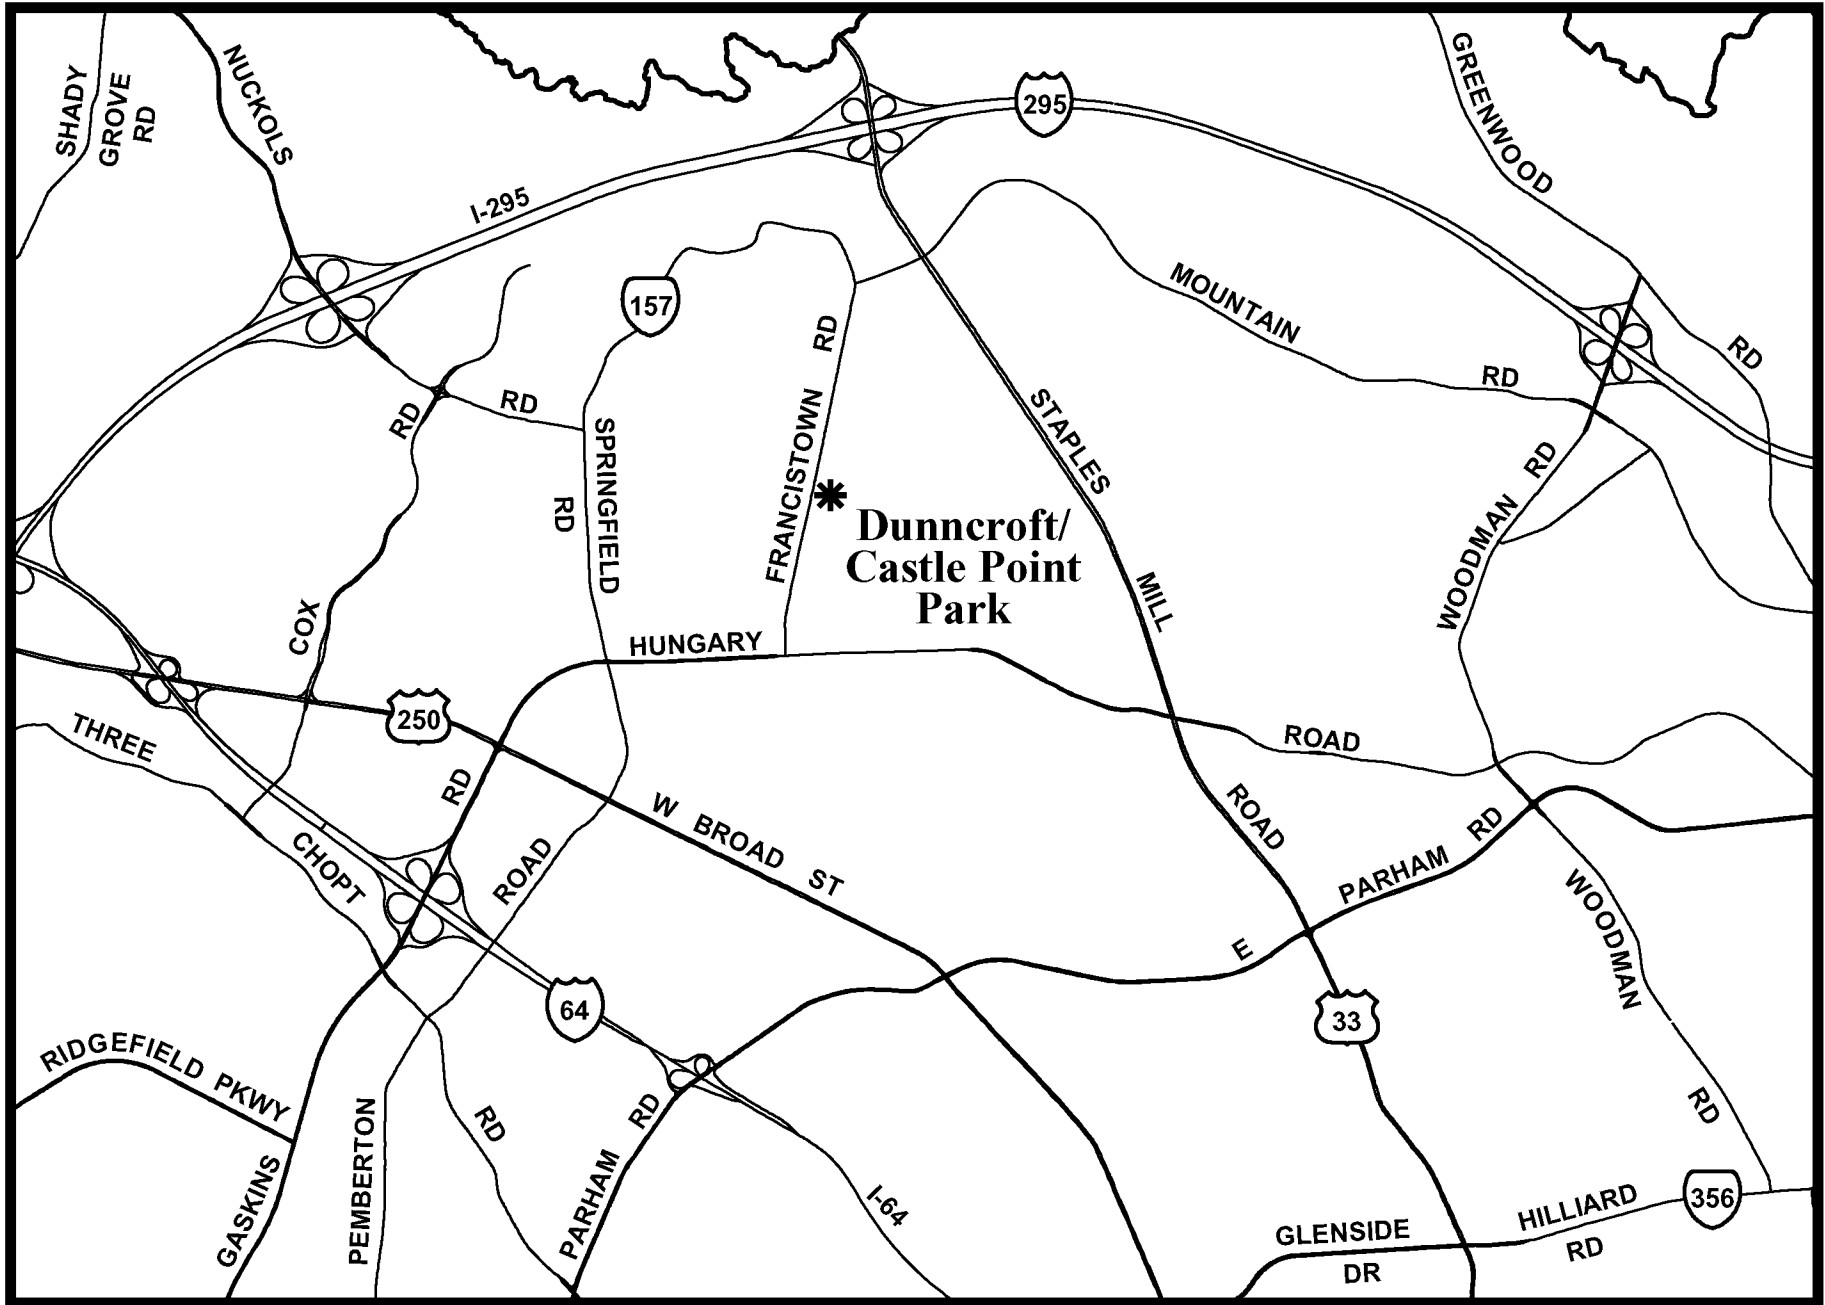 SHADY
GROVE
RD
NUCKOLS
GREENWOOD
295
I-295
157
MOUNTAIN
RD
RD
RD
RD
RD
STAPLES
SPRINGFIELD
RD
FRANCISTOWN
RD
WOODMAN
Dunncroft/
Castle Point
Park
MILL
COX
HUNGARY
250
THREE
ROAD
RD
W BROAD ST
ROAD
RD
CHOPT
ROAD
PARHAM
WOODMAN
E
64
33
RIDGEFIELD PKWY
RD
RD
RD
PEMBERTON
PARHAM
GASKINS
I-64
356
HILLIARD
RD
GLENSIDE
DR